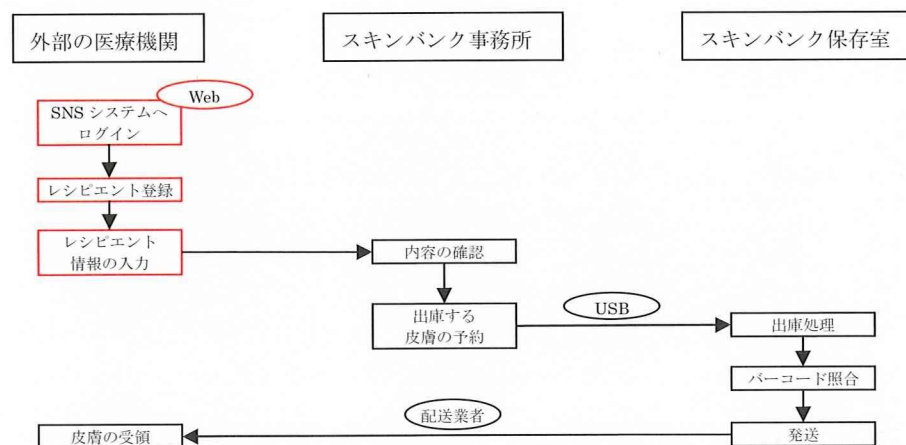 外部の医療機関
スキンバンク事務所
スキンバンク保存室
Web
SNS システムへ
ログイン
レシピエント登録
レシピエント
情報の入力
内容の確認
出庫する
皮膚の予約
USB
出庫処理
バーコード照合
配送業者
皮膚の受領
発送